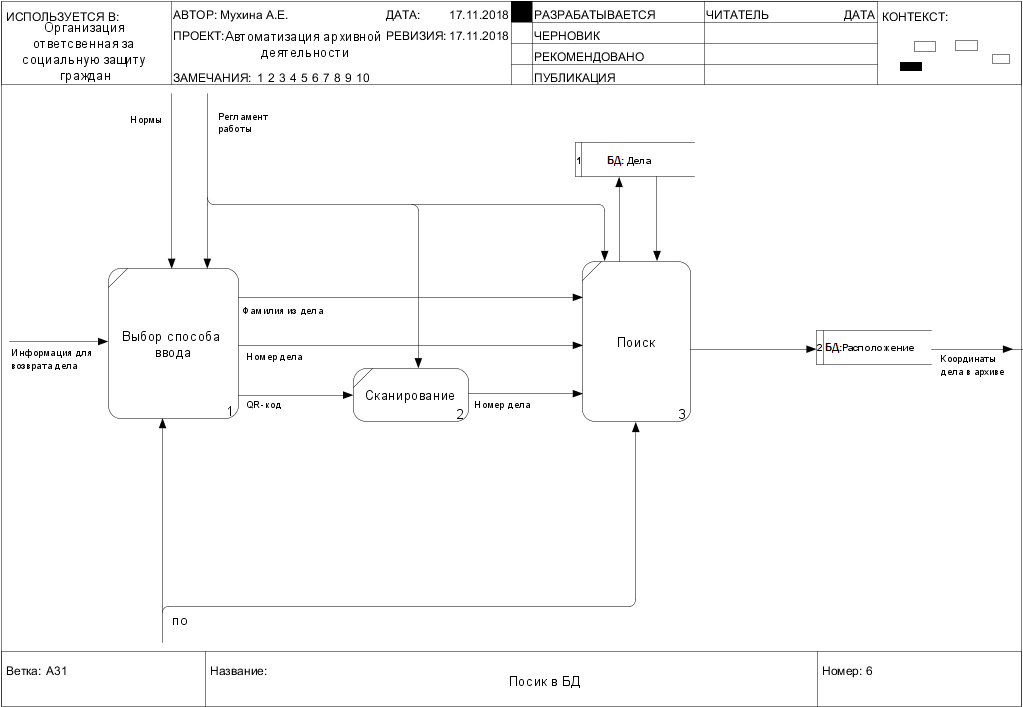 ИСПОЛЬЗУЕТСЯ В:
Организация
ответсвенная за
социальную защиту
граждан
АВТОР: Мухина А.Е.
ДАТА: 17.11.2018
ПРОЕКТ:Автоматизация архивной
деятельности
РЕВИЗИЯ: 17.11.2018
ЗАМЕЧАНИЯ: 1 2 3 4 5 6 7 8 9 10
РАЗРАБАТЫВАЕТСЯ
ЧЕРНОВИК
РЕКОМЕНДОВАНО
ПУБЛИКАЦИЯ
ЧИТАТЕЛЬ
ДАТА
КОНТЕКСТ:
Нормы
Регламент
работы
1
БД: Дела
Выбор способа
ввода
1
Информация для
возврата дела
Фамилия из дела
Номер дела
QR-код
Сканирование
2
Номер дела
Поиск
3
2
БД:Расположение
Координаты
дела в архиве
ПО
Ветка: A31
Название:
Посик в БД
Номер: 6